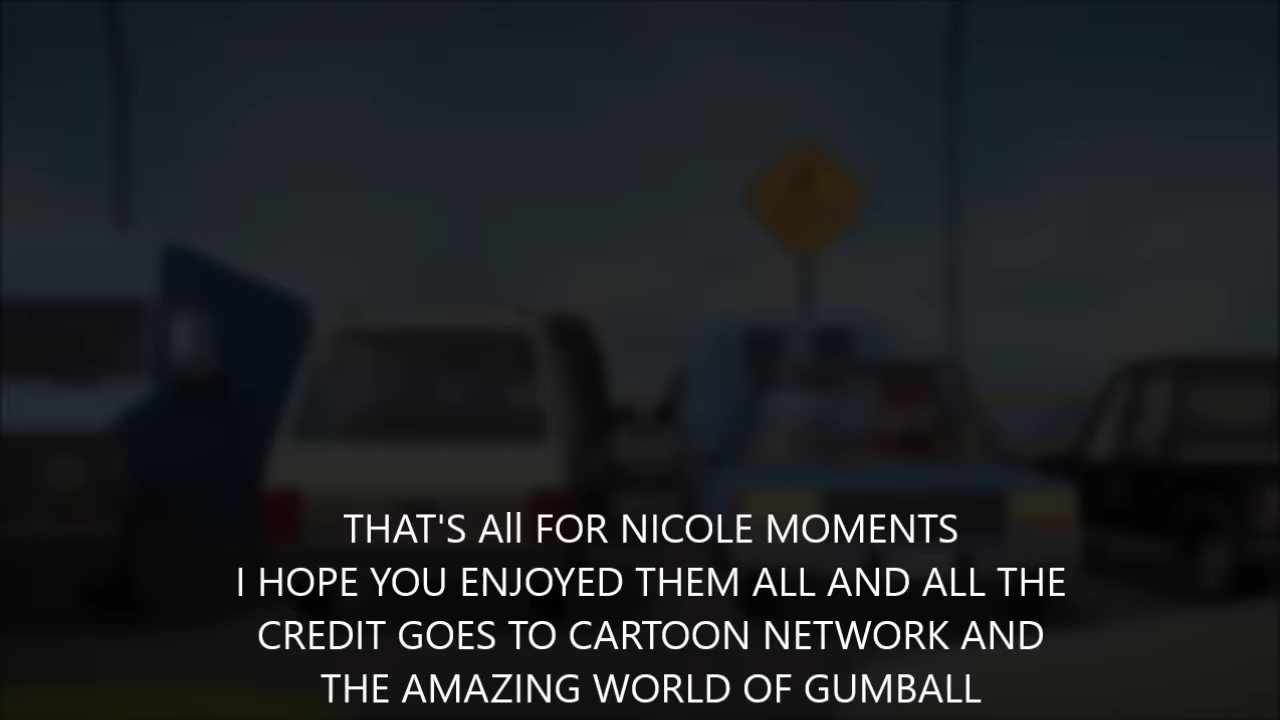 THAT'S All FOR NICOLE MOMENTS
I HOPE YOU ENJOYED THEM ALL AND ALL THE
CREDIT GOES TO CARTOON NETWORK AND
THE AMAZING WORLD OF GUMBALL